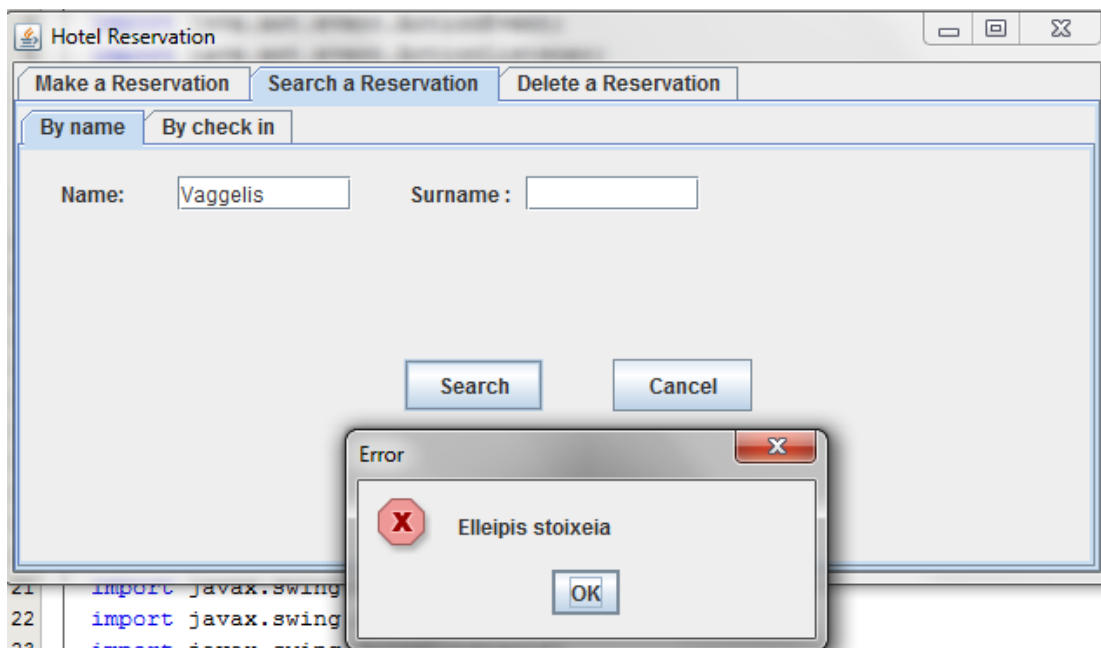 Hotel Reservation
Make a Reservation Search a Reservation Delete a Reservation
By name By check in
Name: Vaggelis Surname :
Search Cancel
Error
Elleipis stoixeia
OK
21 import javax.swing
22 import javax.swing